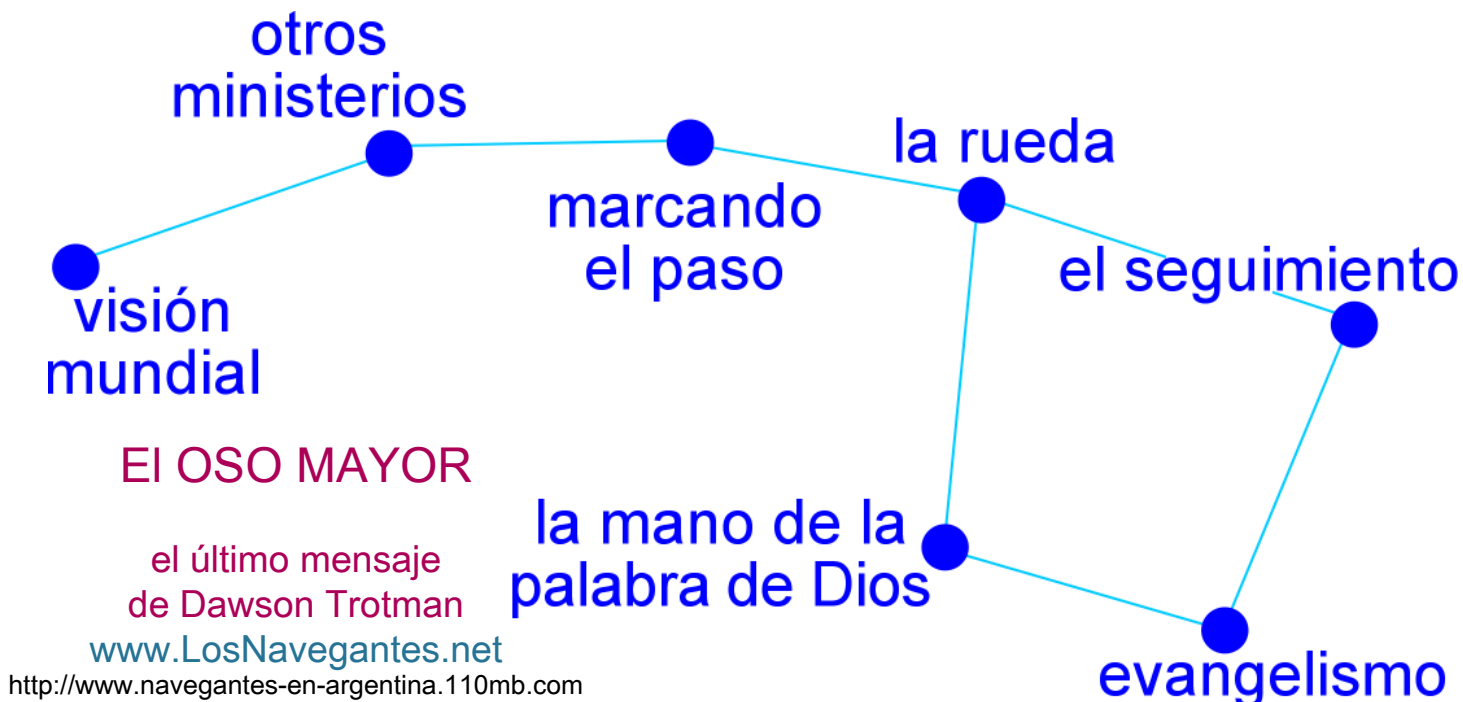 otros
ministerios
la rueda
marcando
el paso
el seguimiento
visión
mundial
El OSO MAYOR
la mano de la
palabra de Dios
el último mensaje
de Dawson Trotman
www.LosNavegantes.net
http://www.navegantes-en-argentina.110mb.com
evangelismo